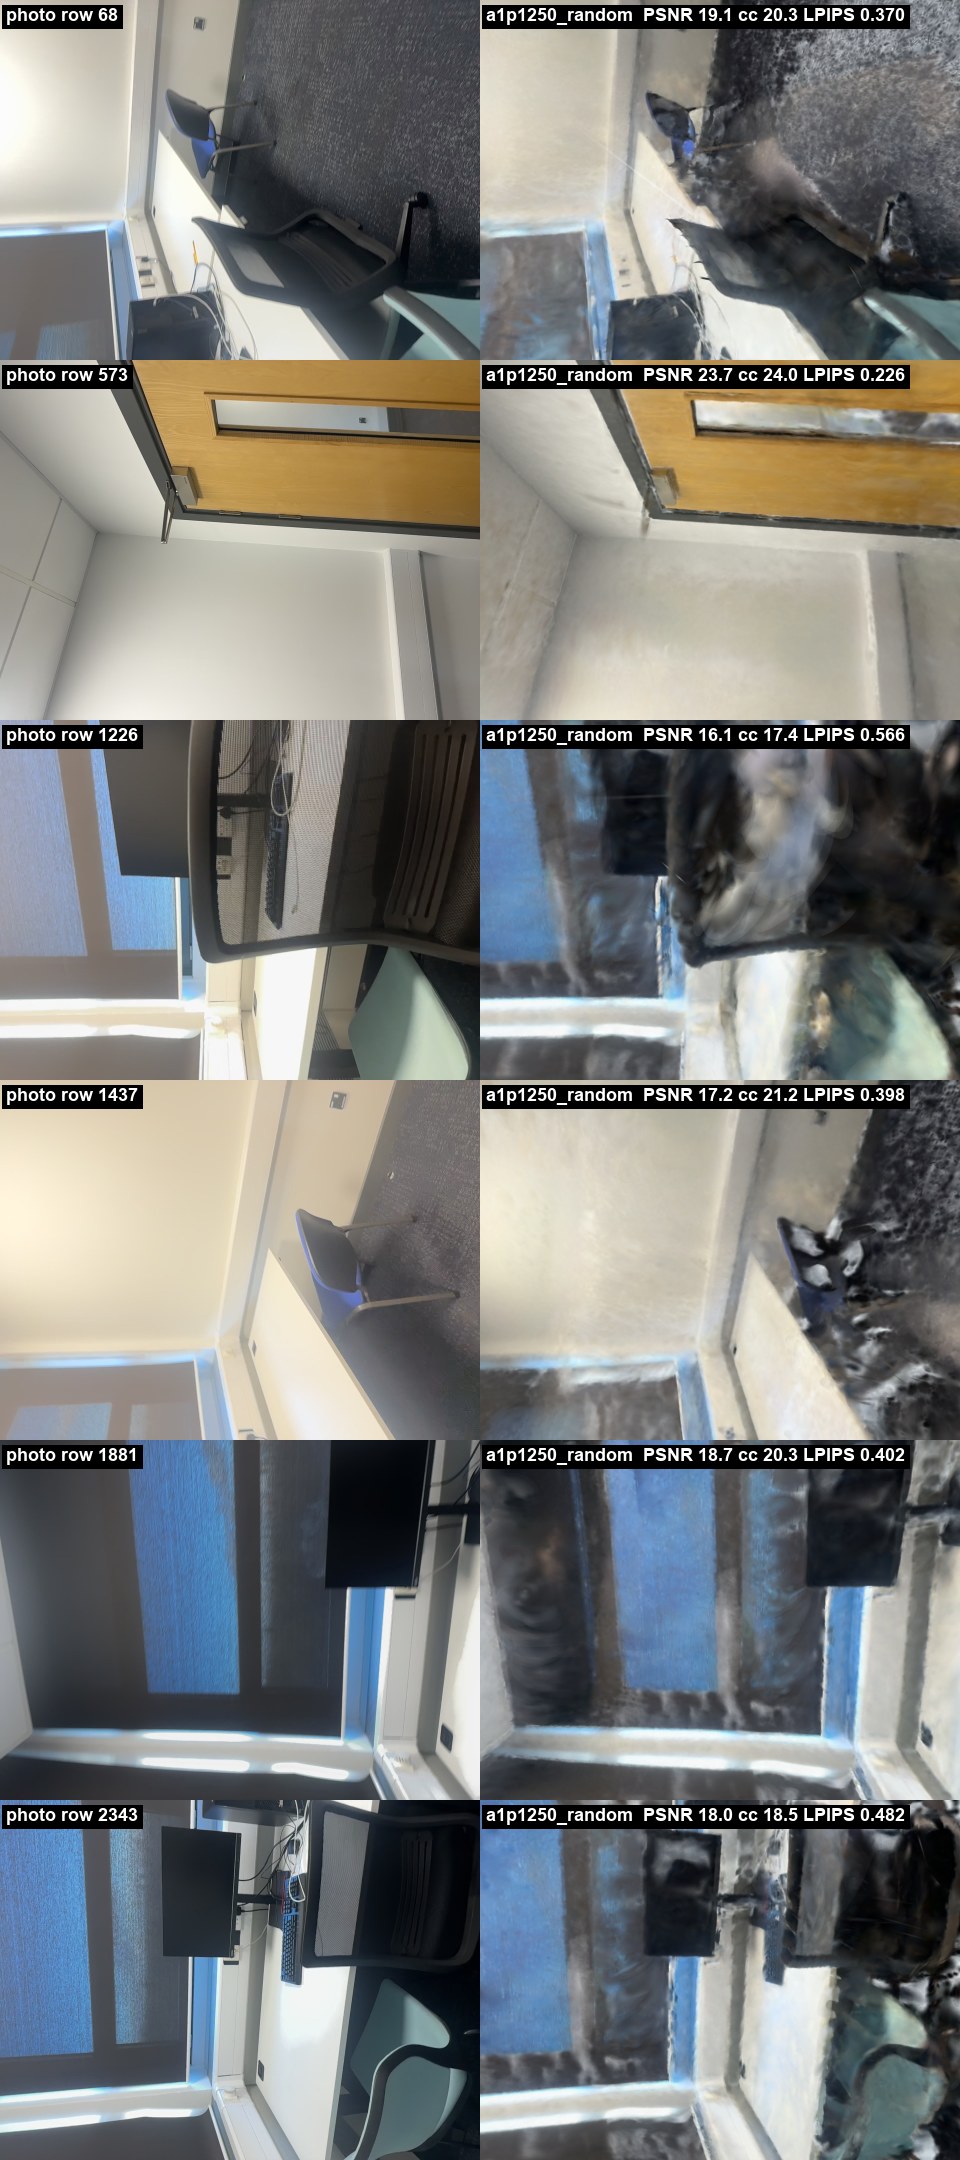 photo row 68
a1p1250_random PSNR 19.1 cc 20.3 LPIPS 0.370
photo row 573
a1p1250_random PSNR 23.7 cc 24.0 LPIPS 0.226
photo row 1226
a1p1250_random PSNR 16.1 cc 17.4 LPIPS 0.566
photo row 1437
a1p1250_random PSNR 17.2 cc 21.2 LPIPS 0.398
photo row 1881
a1p1250_random PSNR 18.7 cc 20.3 LPIPS 0.402
photo row 2343
a1p1250_random PSNR 18.0 cc 18.5 LPIPS 0.482